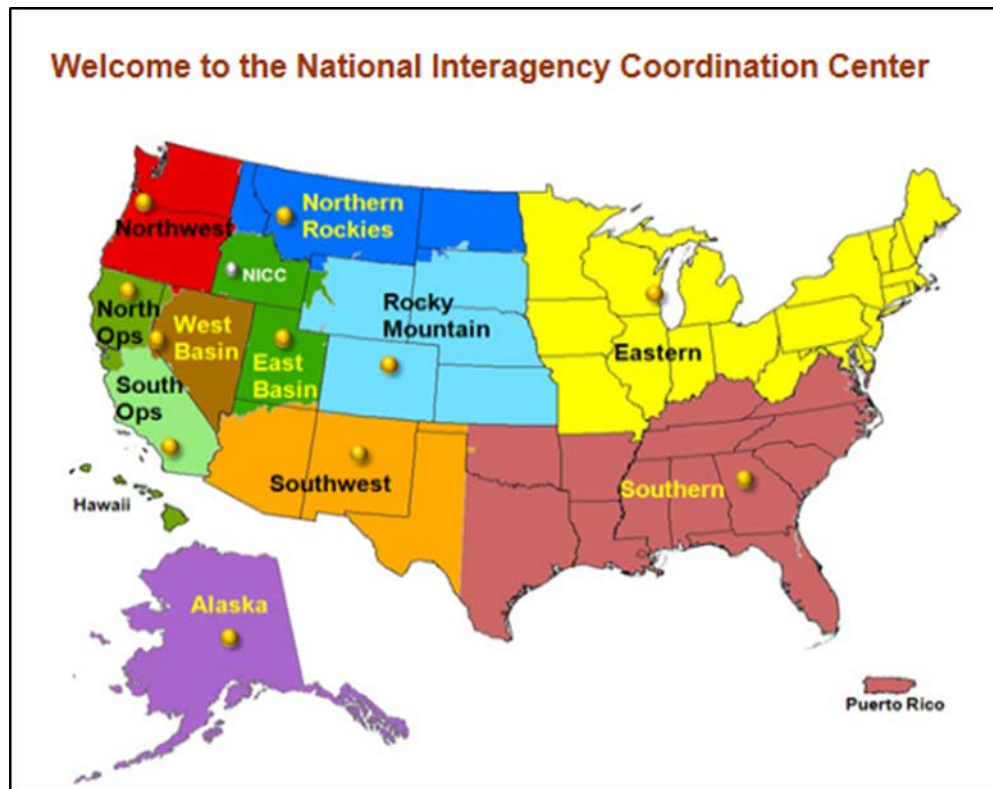 Welcome to the National Interagency Coordination Center
Northern
Rockies
Northwest
NICC
North
Ops
West
Basin
Rocky
Mountain
East
Basin
Eastern
South
Ops
Southwest
Southern
Hawaii
Alaska
Puerto Rico